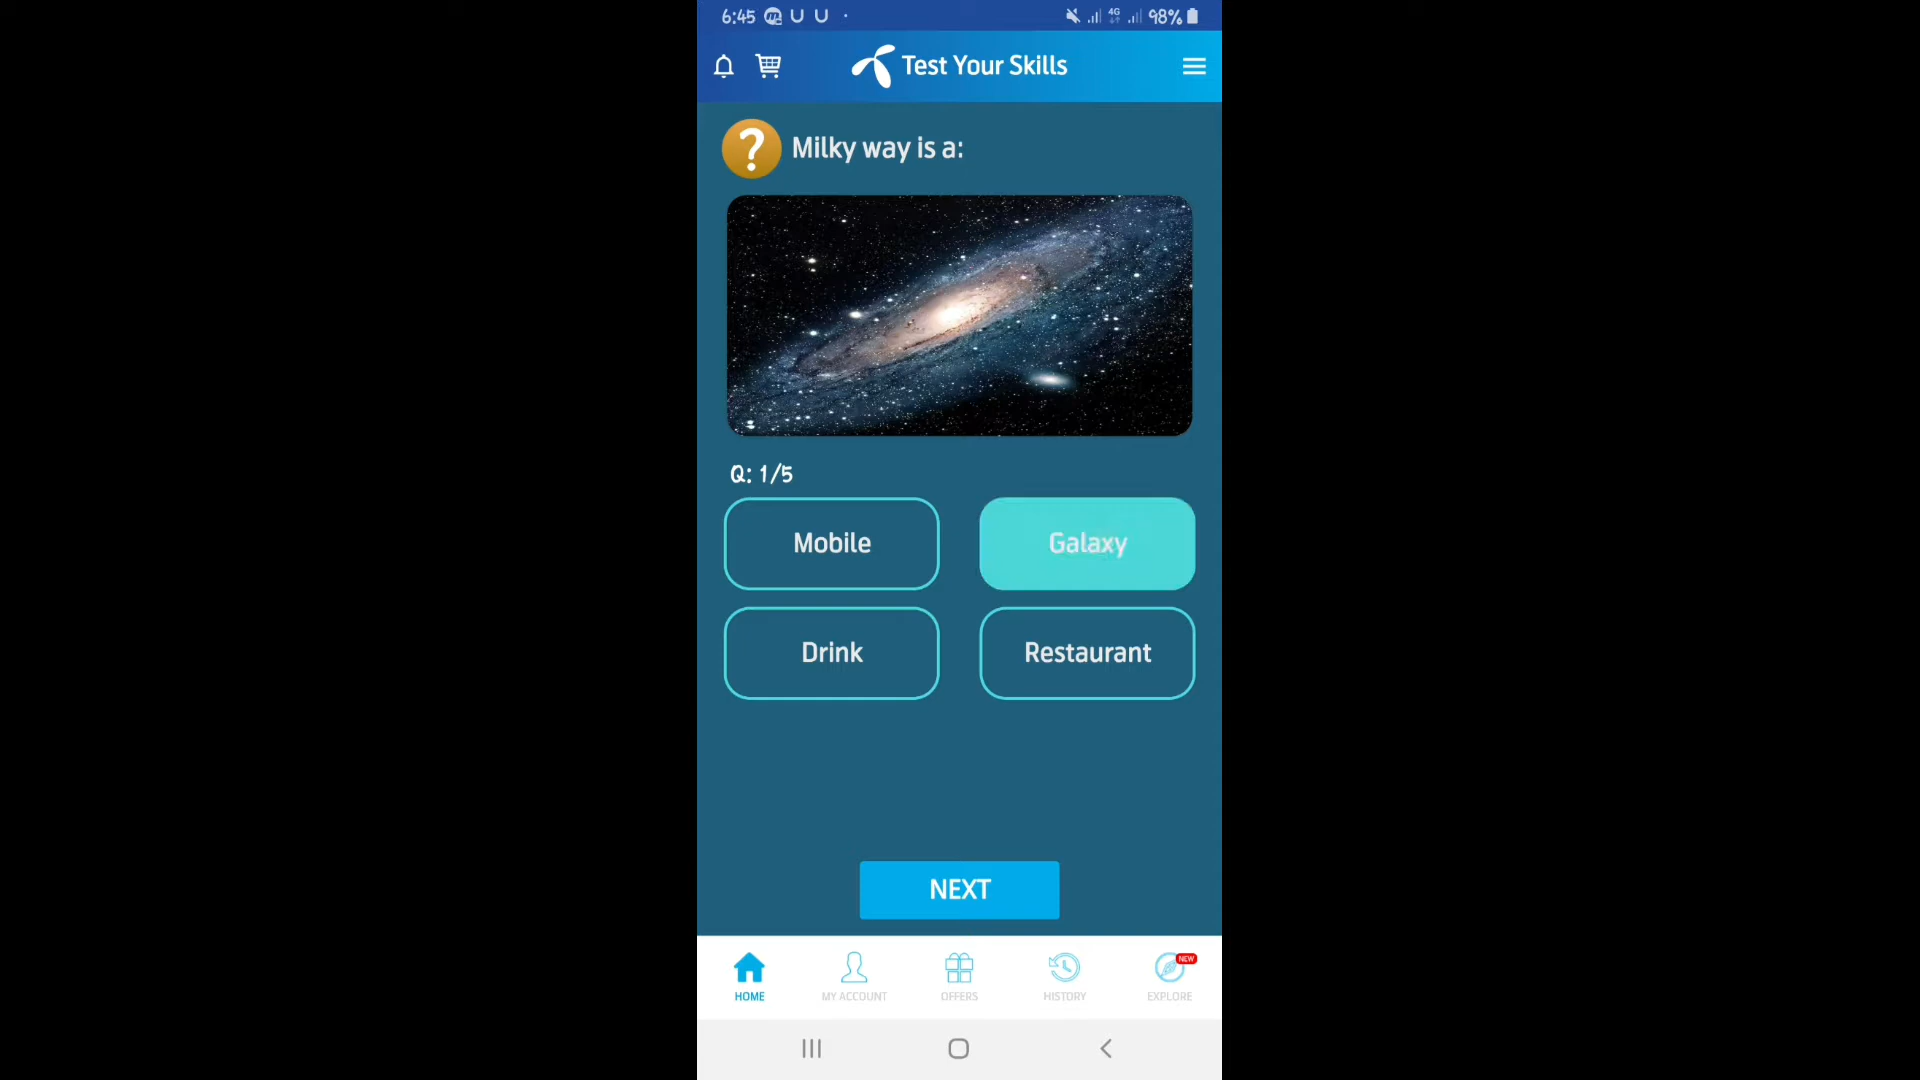 6:45
4G
98%
Test Your Skills
Milky way is a:
Q: 1/5
Mobile
Galaxy
Drink
Restaurant
NEXT
NEW
HOME
MY ACCOUNT
OFFERS
HISTORY
EXPLORE